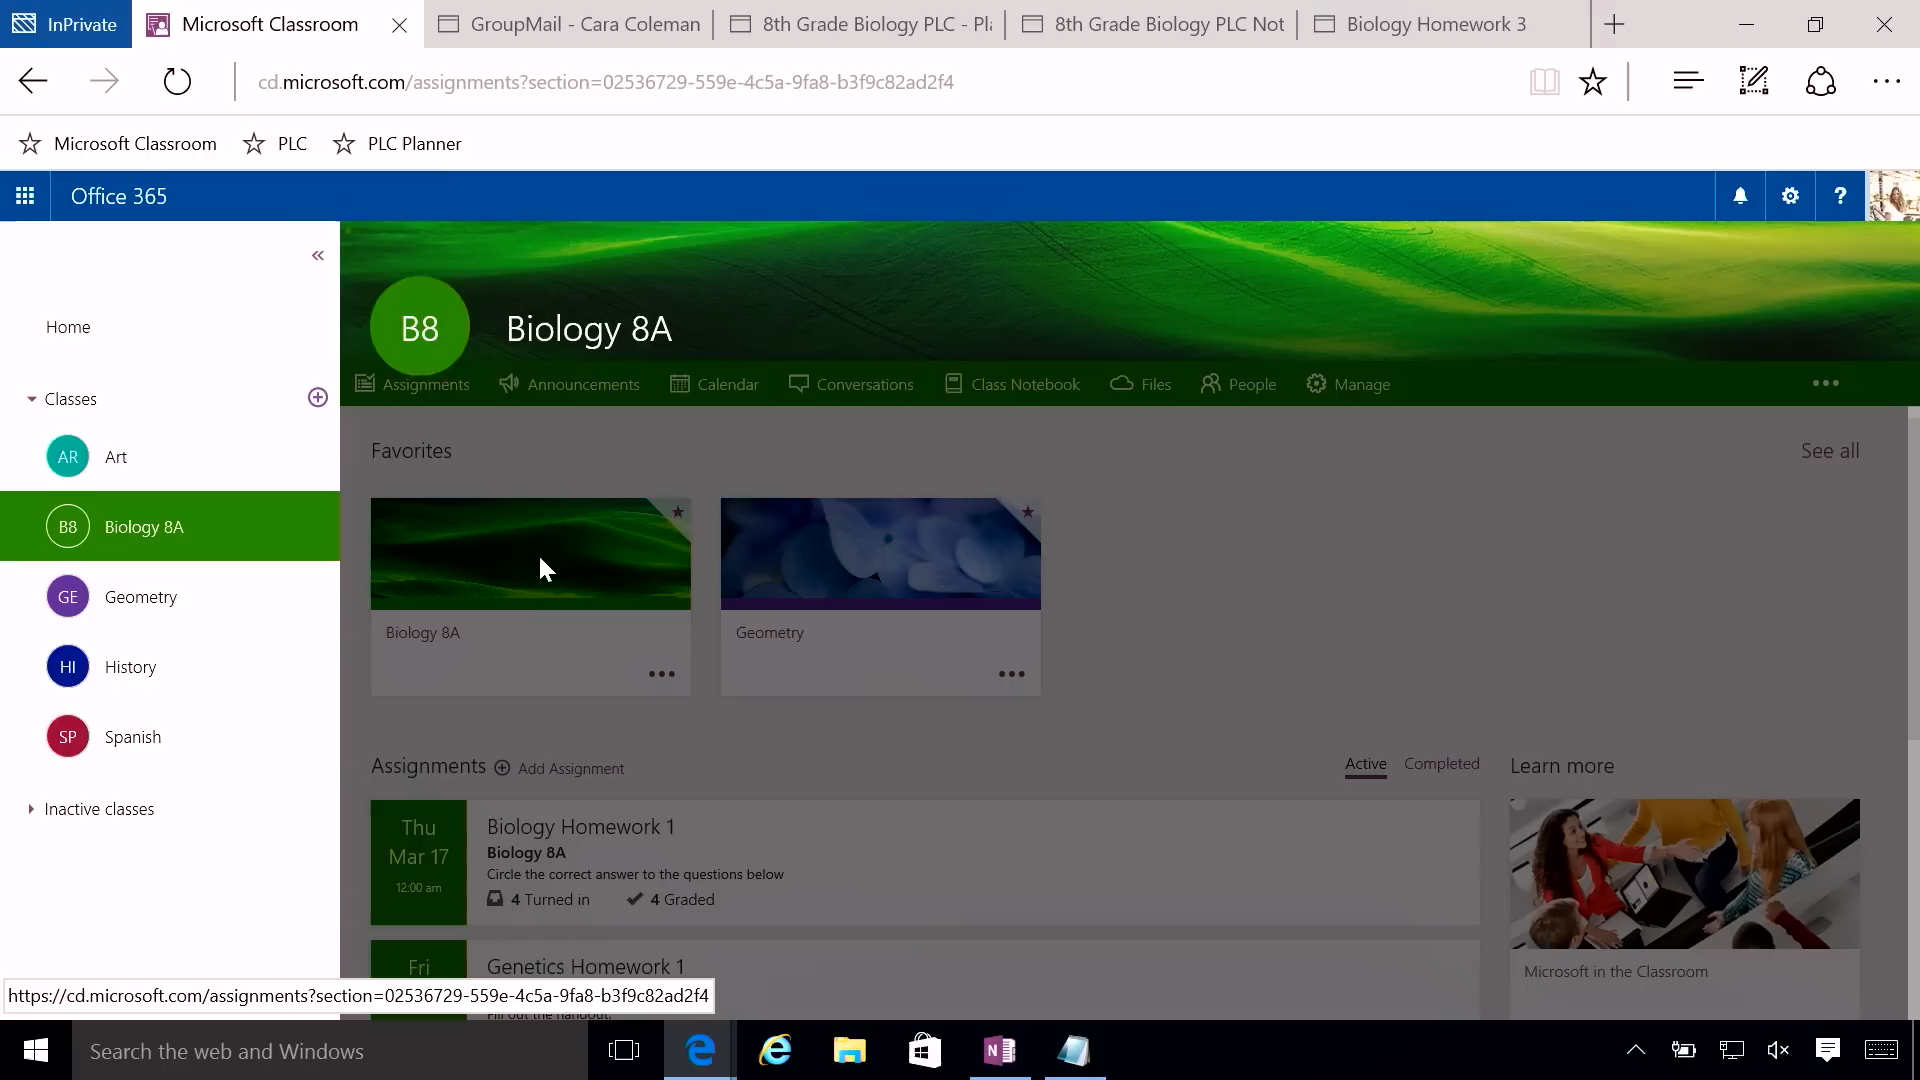 InPrivate
Microsoft Classroom
GroupMail - Cara Coleman
8th Grade Biology PLC - Pl
8th Grade Biology PLC Not
Biology Homework 3
cd.microsoft.com/assignments?section=02536729-559e-4c5a-9fa8-b3f9c82ad2f4
Microsoft Classroom
PLC
PLC Planner
Office 365
?
Home
Classes
AR Art
B8 Biology 8A
GE Geometry
HI History
SP Spanish
Inactive classes
B8
Biology 8A
Assignments
Announcements
Calendar
Conversations
Class Notebook
Files
People
Manage
Favorites
See all
Biology 8A
Geometry
Assignments
Add Assignment
Active
Completed
Learn more
Thu
Mar 17
12:00 am
Biology Homework 1
Biology 8A
Circle the correct answer to the questions below
4 Turned in
4 Graded
Fri
Genetics Homework 1
Fill out the handout.
Microsoft in the Classroom
https://cd.microsoft.com/assignments?section=02536729-559e-4c5a-9fa8-b3f9c82ad2f4
Search the web and Windows